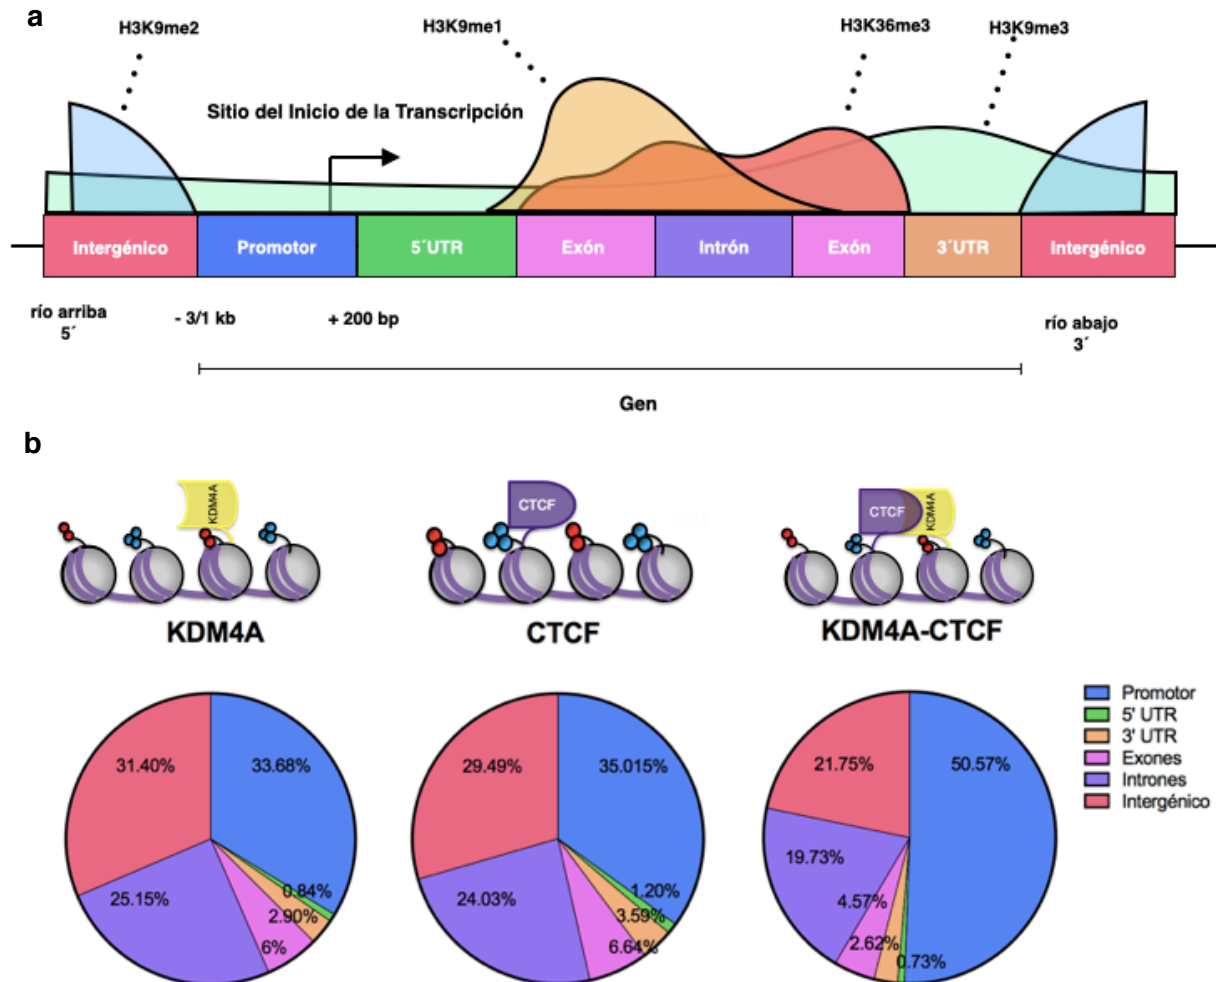 a
H3K9me2
H3K9me1
H3K36me3
H3K9me3
Sitio del Inicio de la Transcripción
Intergénico
Promotor
5´UTR
Exón
Intrón
Exón
3´UTR
Intergénico
río arriba
5´
- 3/1 kb
+ 200 bp
río abajo
3´
Gen
b
KDM4A
CTCF
CTCF
KDM4A
KDM4A
CTCF
KDM4A-CTCF
31.40%
33.68%
0.84%
2.90%
6%
25.15%
29.49%
35.015%
1.20%
3.59%
6.64%
24.03%
21.75%
50.57%
19.73%
4.57%
2.62%
0.73%
Promotor
5' UTR
3' UTR
Exones
Intrones
Intergénico